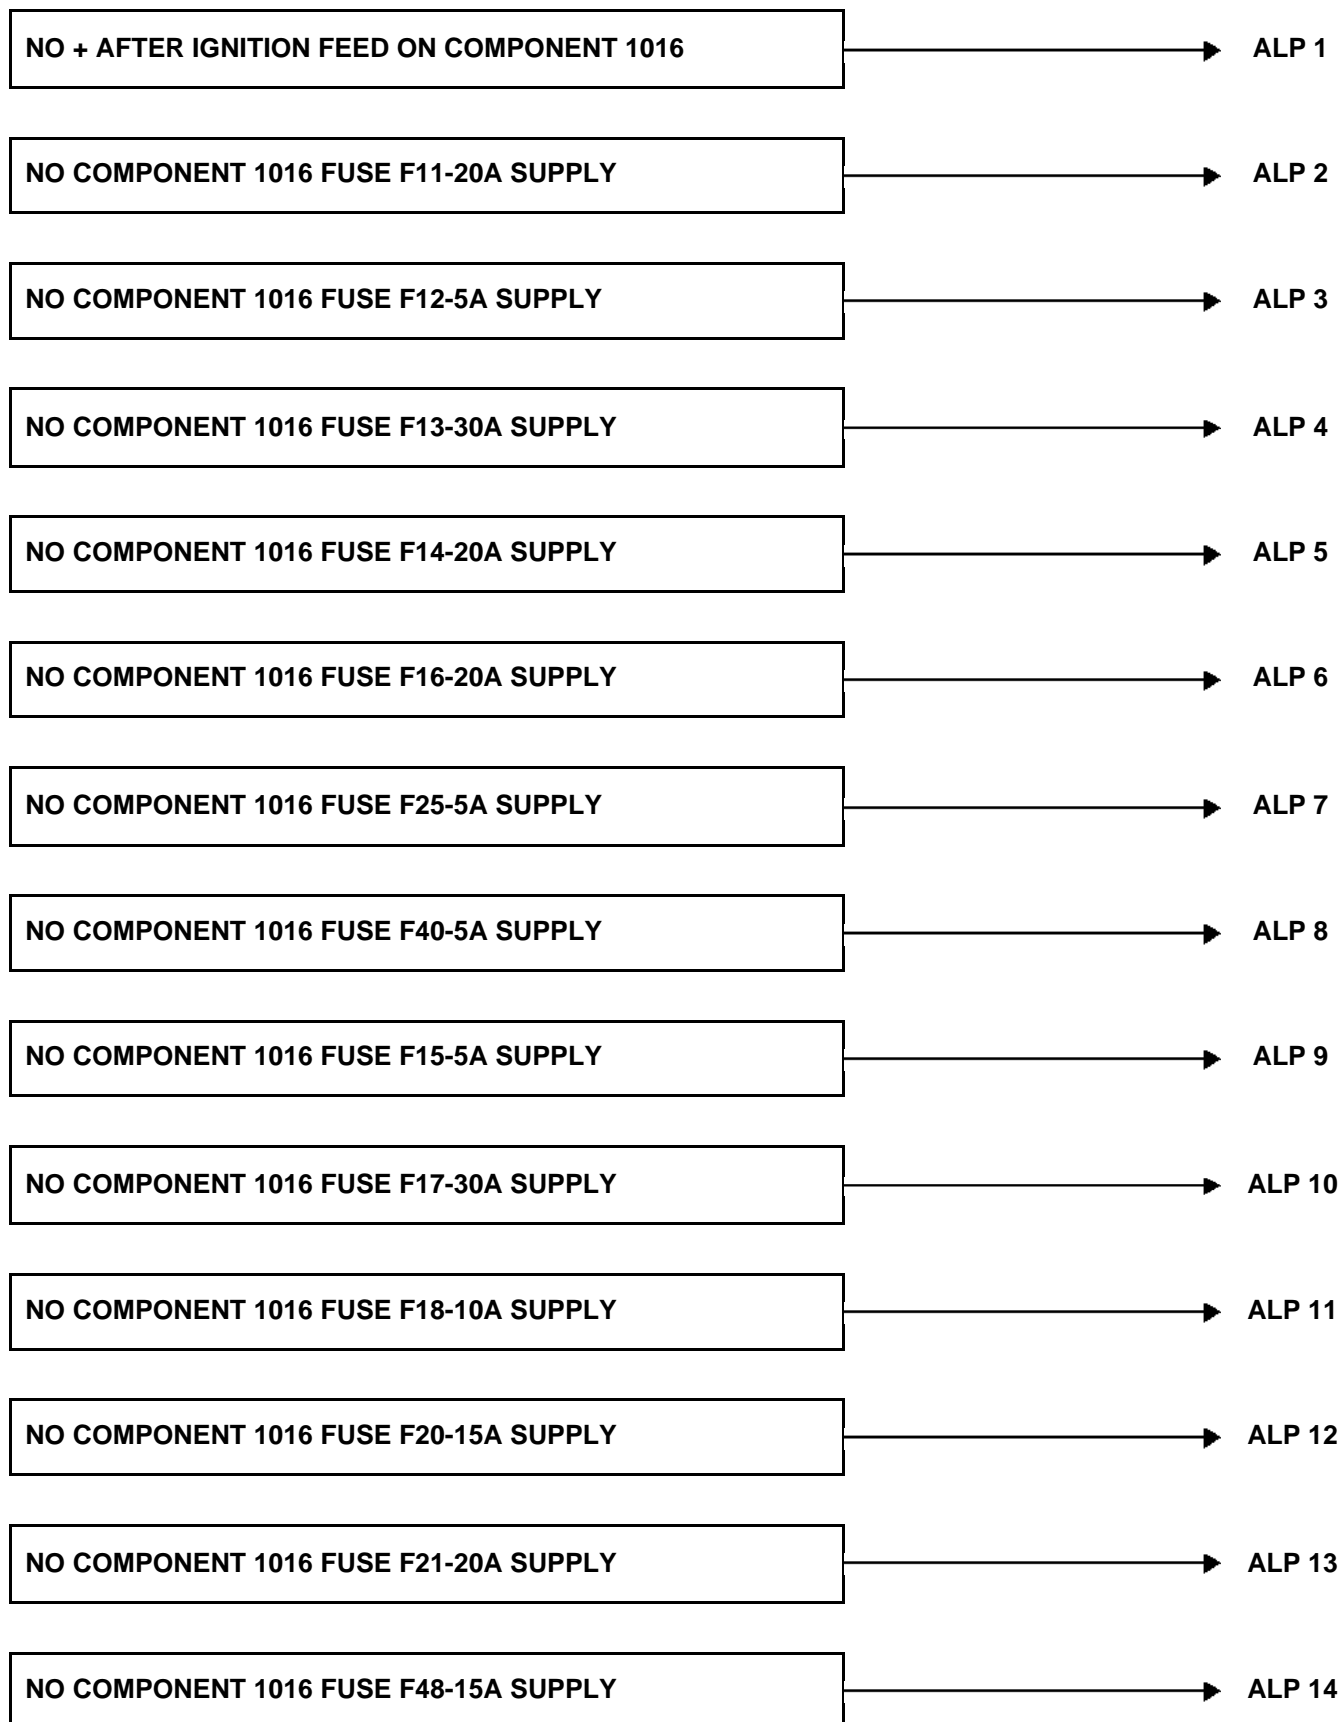 NO + AFTER IGNITION FEED ON COMPONENT 1016 ALP 1
NO COMPONENT 1016 FUSE F11-20A SUPPLY ALP 2
NO COMPONENT 1016 FUSE F12-5A SUPPLY ALP 3
NO COMPONENT 1016 FUSE F13-30A SUPPLY ALP 4
NO COMPONENT 1016 FUSE F14-20A SUPPLY ALP 5
NO COMPONENT 1016 FUSE F16-20A SUPPLY ALP 6
NO COMPONENT 1016 FUSE F25-5A SUPPLY ALP 7
NO COMPONENT 1016 FUSE F40-5A SUPPLY ALP 8
NO COMPONENT 1016 FUSE F15-5A SUPPLY ALP 9
NO COMPONENT 1016 FUSE F17-30A SUPPLY ALP 10
NO COMPONENT 1016 FUSE F18-10A SUPPLY ALP 11
NO COMPONENT 1016 FUSE F20-15A SUPPLY ALP 12
NO COMPONENT 1016 FUSE F21-20A SUPPLY ALP 13
NO COMPONENT 1016 FUSE F48-15A SUPPLY ALP 14